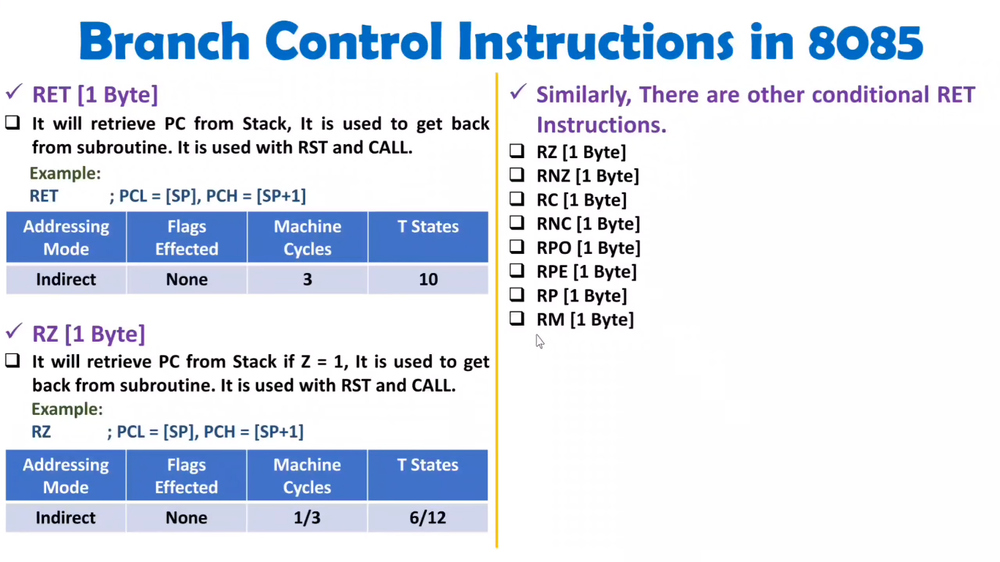 Branch Control Instructions in 8085
✓ RET [1 Byte]
❑ It will retrieve PC from Stack, It is used to get back
from subroutine. It is used with RST and CALL.
Example:
RET ; PCL = [SP], PCH = [SP+1]
Addressing Mode Flags Effected Machine Cycles T States
Indirect None 3 10
✓ RZ [1 Byte]
❑ It will retrieve PC from Stack if Z = 1, It is used to get
back from subroutine. It is used with RST and CALL.
Example:
RZ ; PCL = [SP], PCH = [SP+1]
Addressing Mode Flags Effected Machine Cycles T States
Indirect None 1/3 6/12
✓ Similarly, There are other conditional RET
Instructions.
❑ RZ [1 Byte]
❑ RNZ [1 Byte]
❑ RC [1 Byte]
❑ RNC [1 Byte]
❑ RPO [1 Byte]
❑ RPE [1 Byte]
❑ RP [1 Byte]
❑ RM [1 Byte]